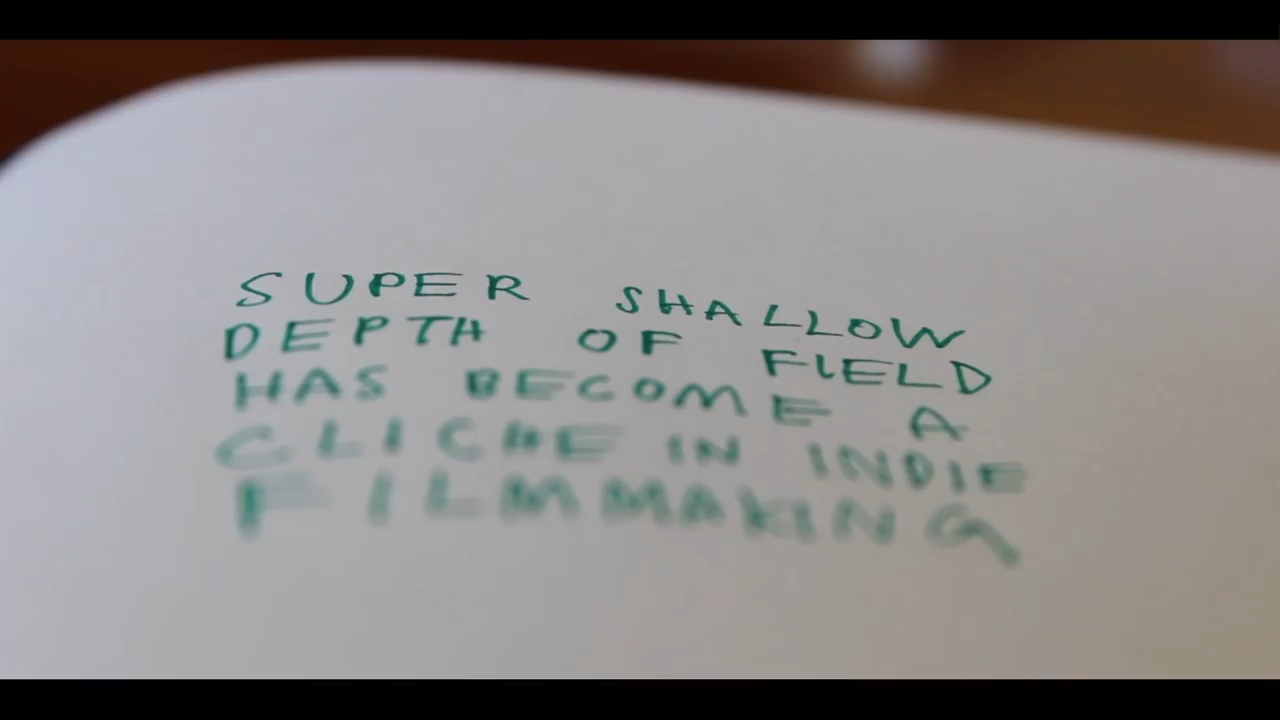 SUPER SHALLOW
DEPTH OF FIELD
HAS BECOME A
CLICHE IN INDIE
FILMMAKING